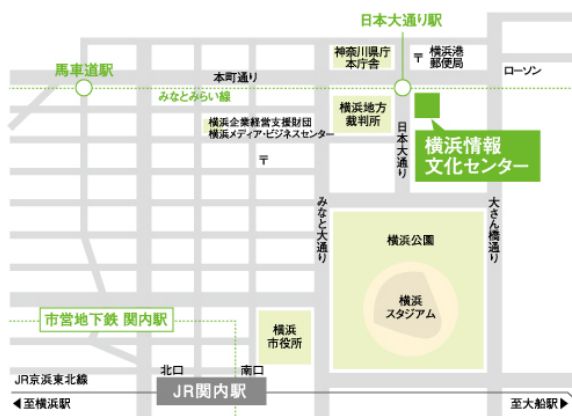 日本大通り駅
神奈川県庁
本庁舎
〒 横浜港
郵便局
馬車道駅
本町通り
ローソン
みなとみらい線
横浜企業経営支援財団
横浜メディア・ビジネスセンター
横浜地方
裁判所
日本大通り
横浜情報
文化センター
〒
みなと大通り
大さん橋通り
横浜公園
横浜
スタジアム
市営地下鉄 関内駅
横浜
市役所
北口
南口
JR京浜東北線
JR関内駅
◀至横浜駅
至大船駅▶